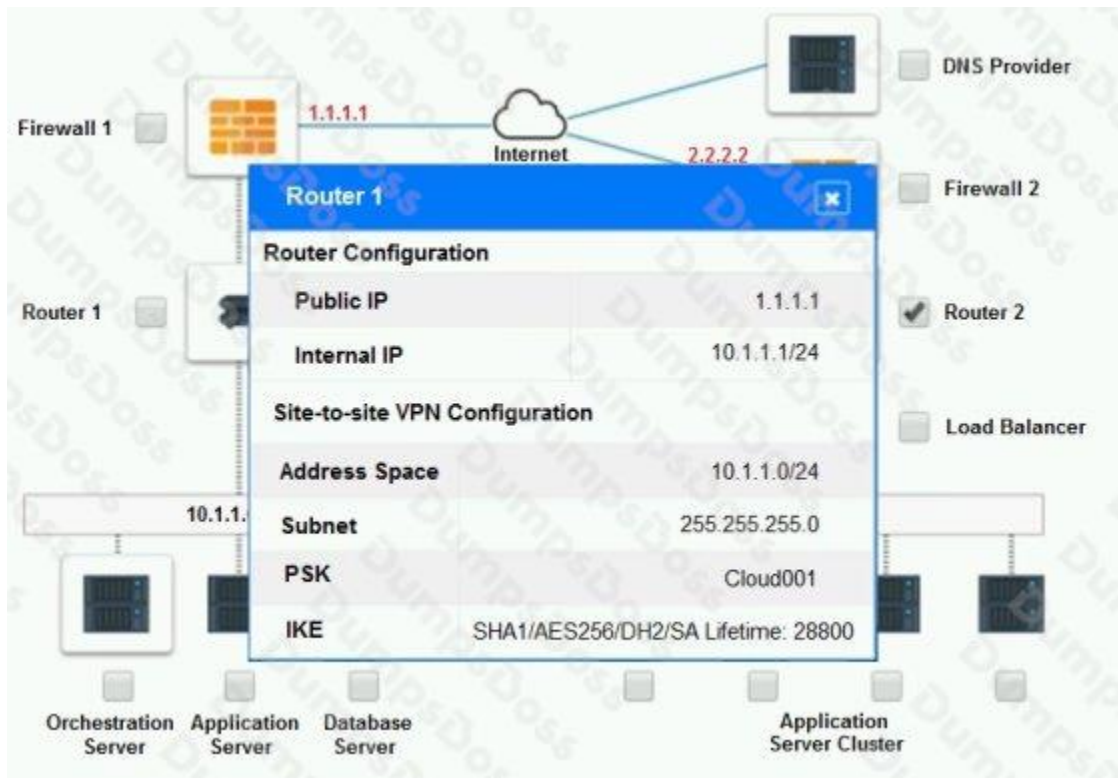 DNS Provider
Firewall 1
1.1.1.1
Internet
2.2.2.2
Firewall 2
Router 1
Router Configuration
Public IP 1.1.1.1
Internal IP 10.1.1.1/24
Site-to-site VPN Configuration
Address Space 10.1.1.0/24
Subnet 255.255.255.0
PSK Cloud001
IKE SHA1/AES256/DH2/SA Lifetime: 28800
Router 1
Router 2
Load Balancer
10.1.1.
Orchestration
Server
Application
Server
Database
Server
Application
Server Cluster
DumpsDoss